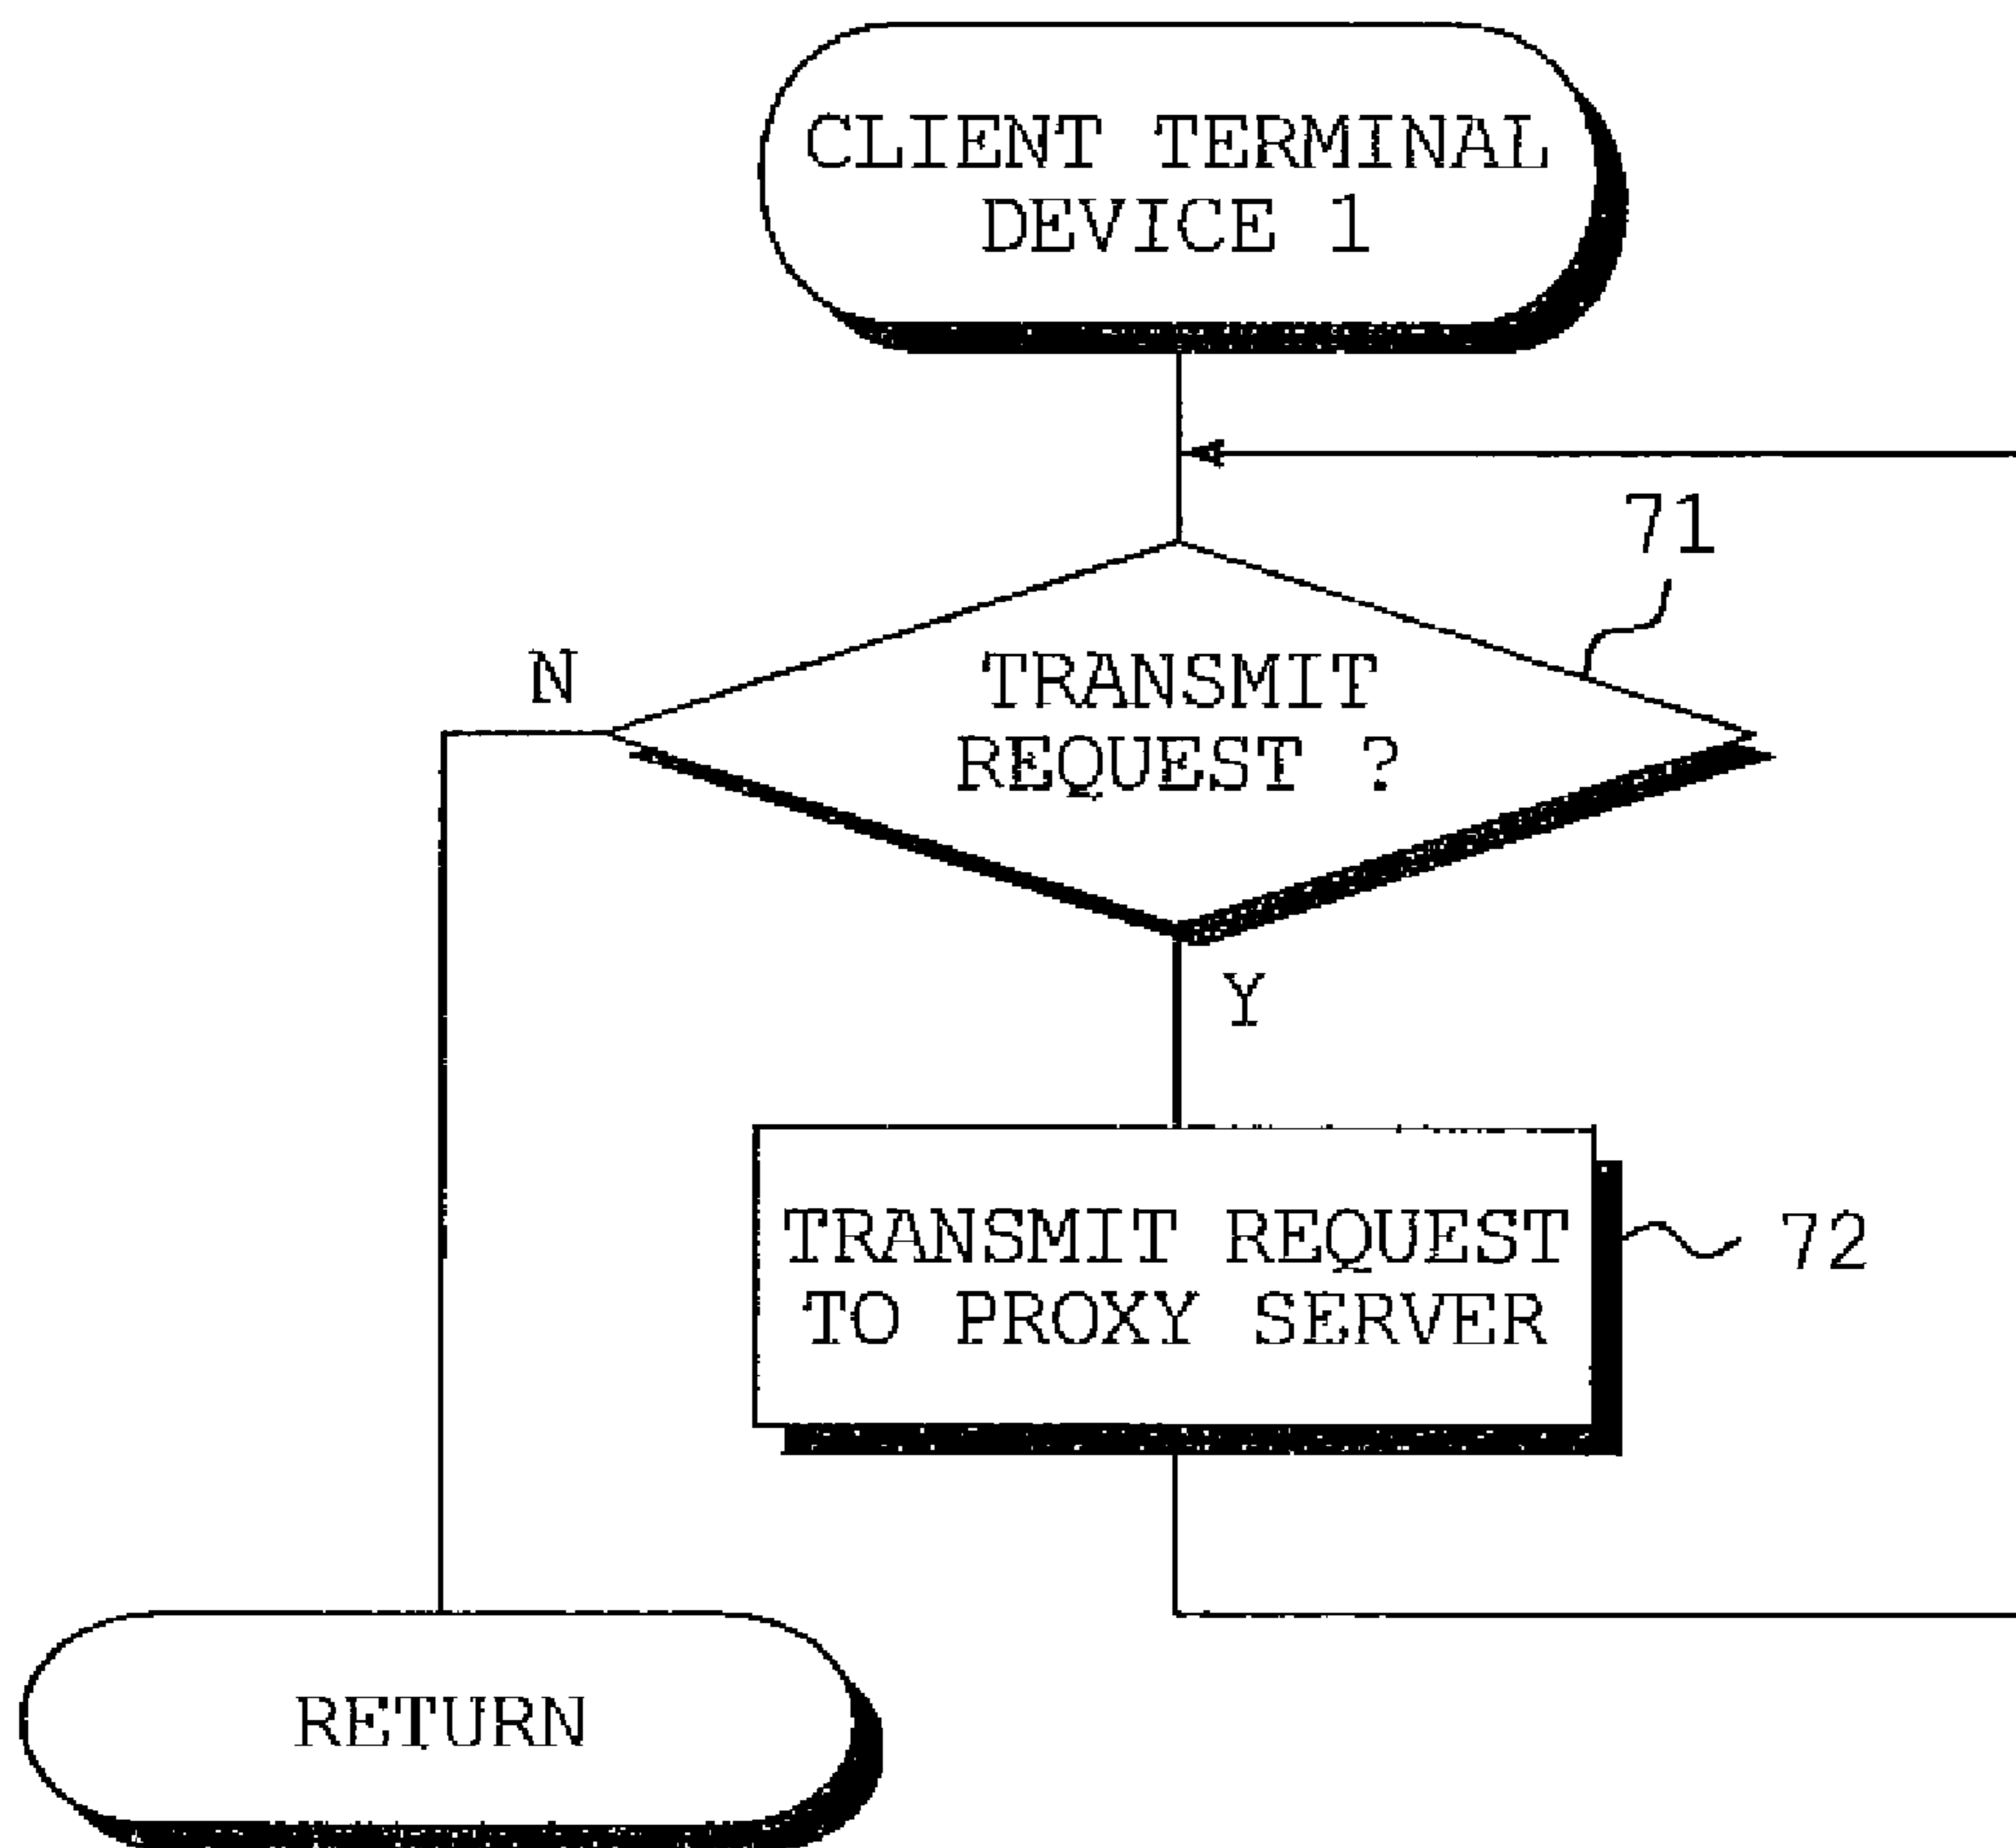 CLIENT TERMINAL
DEVICE 1
71
N
TRANSMIT
REQUEST ?
Y
TRANSMIT REQUEST
TO PROXY SERVER
72
RETURN